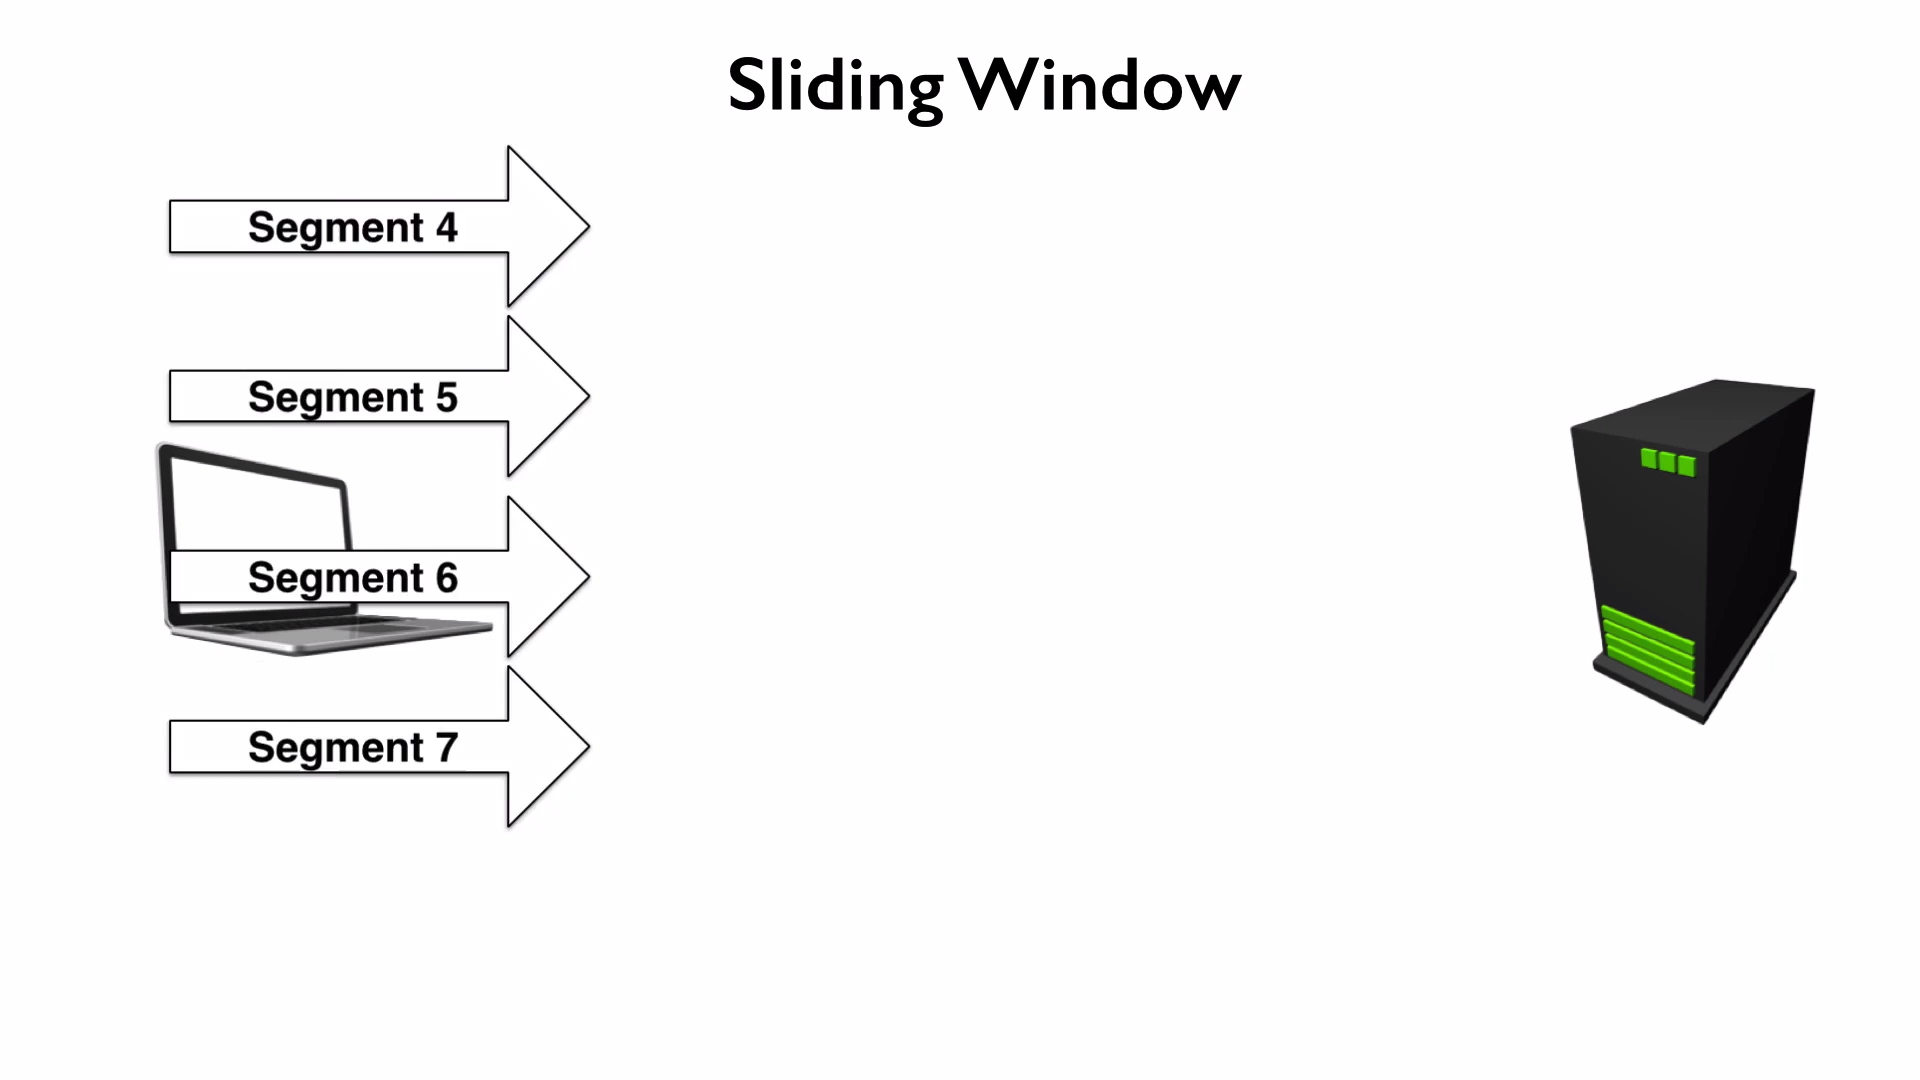 Sliding Window
Segment 4
Segment 5
Segment 6
Segment 7